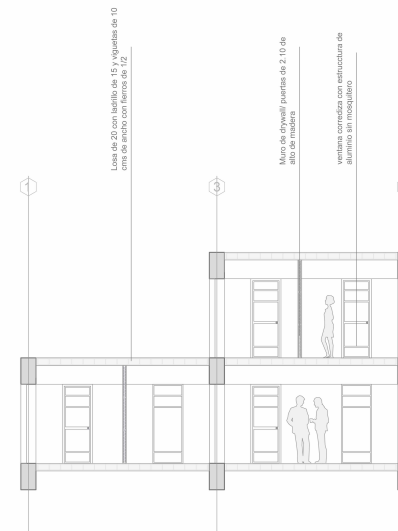 Losa de 20 con ladrillo de 15 y viguetas de 10
cms de ancho con fierros de 1/2
Muro de drywall/ puertas de 2.10 de
alto de madera
ventana corrediza con estrucctura de
aluminio sin mosquitero
1
3